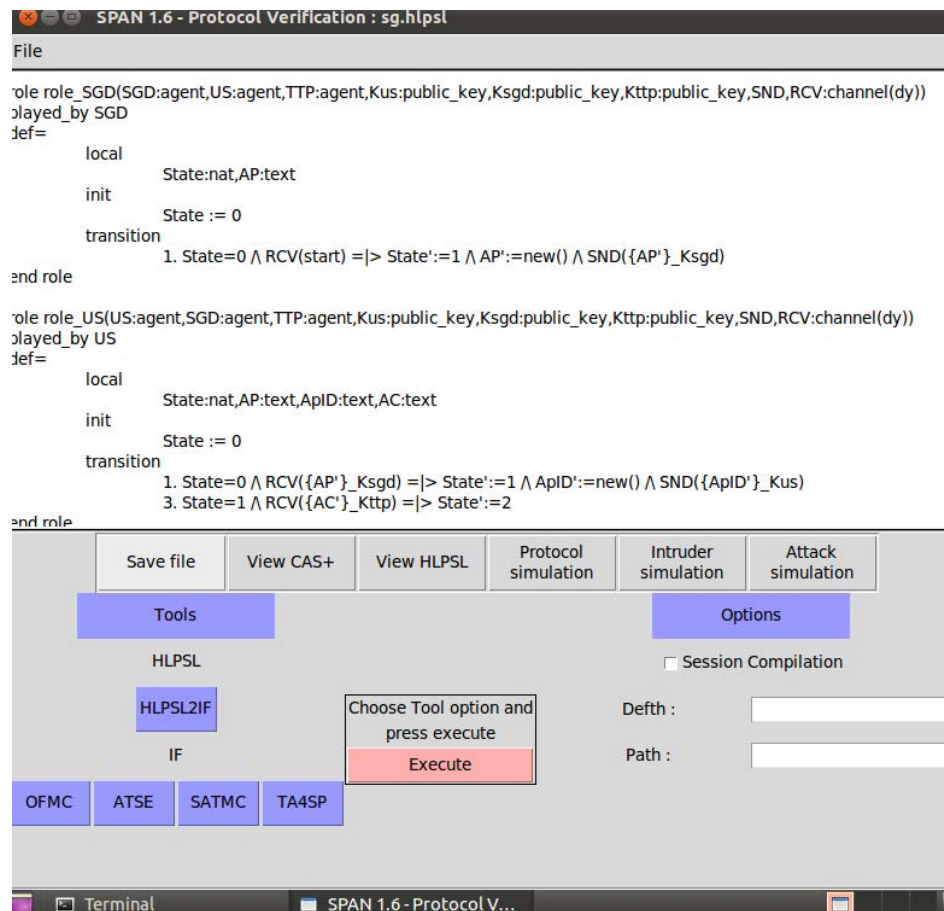 SPAN 1.6 - Protocol Verification : sg.hlpsl
File
role role_SGD(SGD:agent,US:agent,TTP:agent,Kus:public_key,Ksgd:public_key,Kttp:public_key,SND,RCV:channel(dy))
played_by SGD
def=
local
State:nat,AP:text
init
State := 0
transition
1. State=0 /\ RCV(start) =|> State':=1 /\ AP':=new() /\ SND({AP'}_Ksgd)
end role
role role_US(US:agent,SGD:agent,TTP:agent,Kus:public_key,Ksgd:public_key,Kttp:public_key,SND,RCV:channel(dy))
played_by US
def=
local
State:nat,AP:text,ApID:text,AC:text
init
State := 0
transition
1. State=0 /\ RCV({AP'}_Ksgd) =|> State':=1 /\ ApID':=new() /\ SND({ApID'}_Kus)
3. State=1 /\ RCV({AC'}_Kttp) =|> State':=2
end role
Save file View CAS+ View HLPSL Protocol simulation Intruder simulation Attack simulation
Tools Options
HLPSL Session Compilation
HLPSL2IF Choose Tool option and press execute Defth :
IF Execute Path :
OFMC ATSE SATMC TA4SP
Terminal SPAN 1.6 - Protocol V...